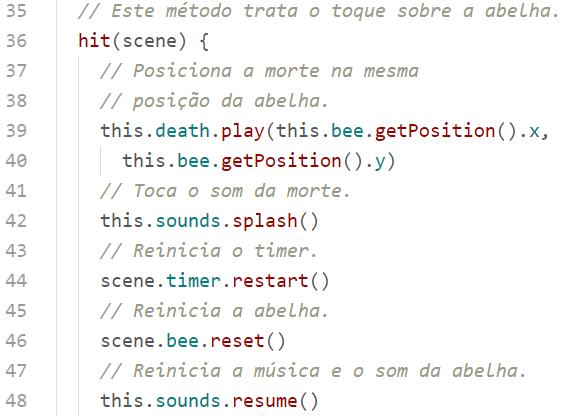 35 // Este método trata o toque sobre a abelha.
36 hit(scene) {
37 // Posiciona a morte na mesma
38 // posição da abelha.
39 this.death.play(this.bee.getPosition().x,
40 this.bee.getPosition().y)
41 // Toca o som da morte.
42 this.sounds.splash()
43 // Reinicia o timer.
44 scene.timer.restart()
45 // Reinicia a abelha.
46 scene.bee.reset()
47 // Reinicia a música e o som da abelha.
48 this.sounds.resume()